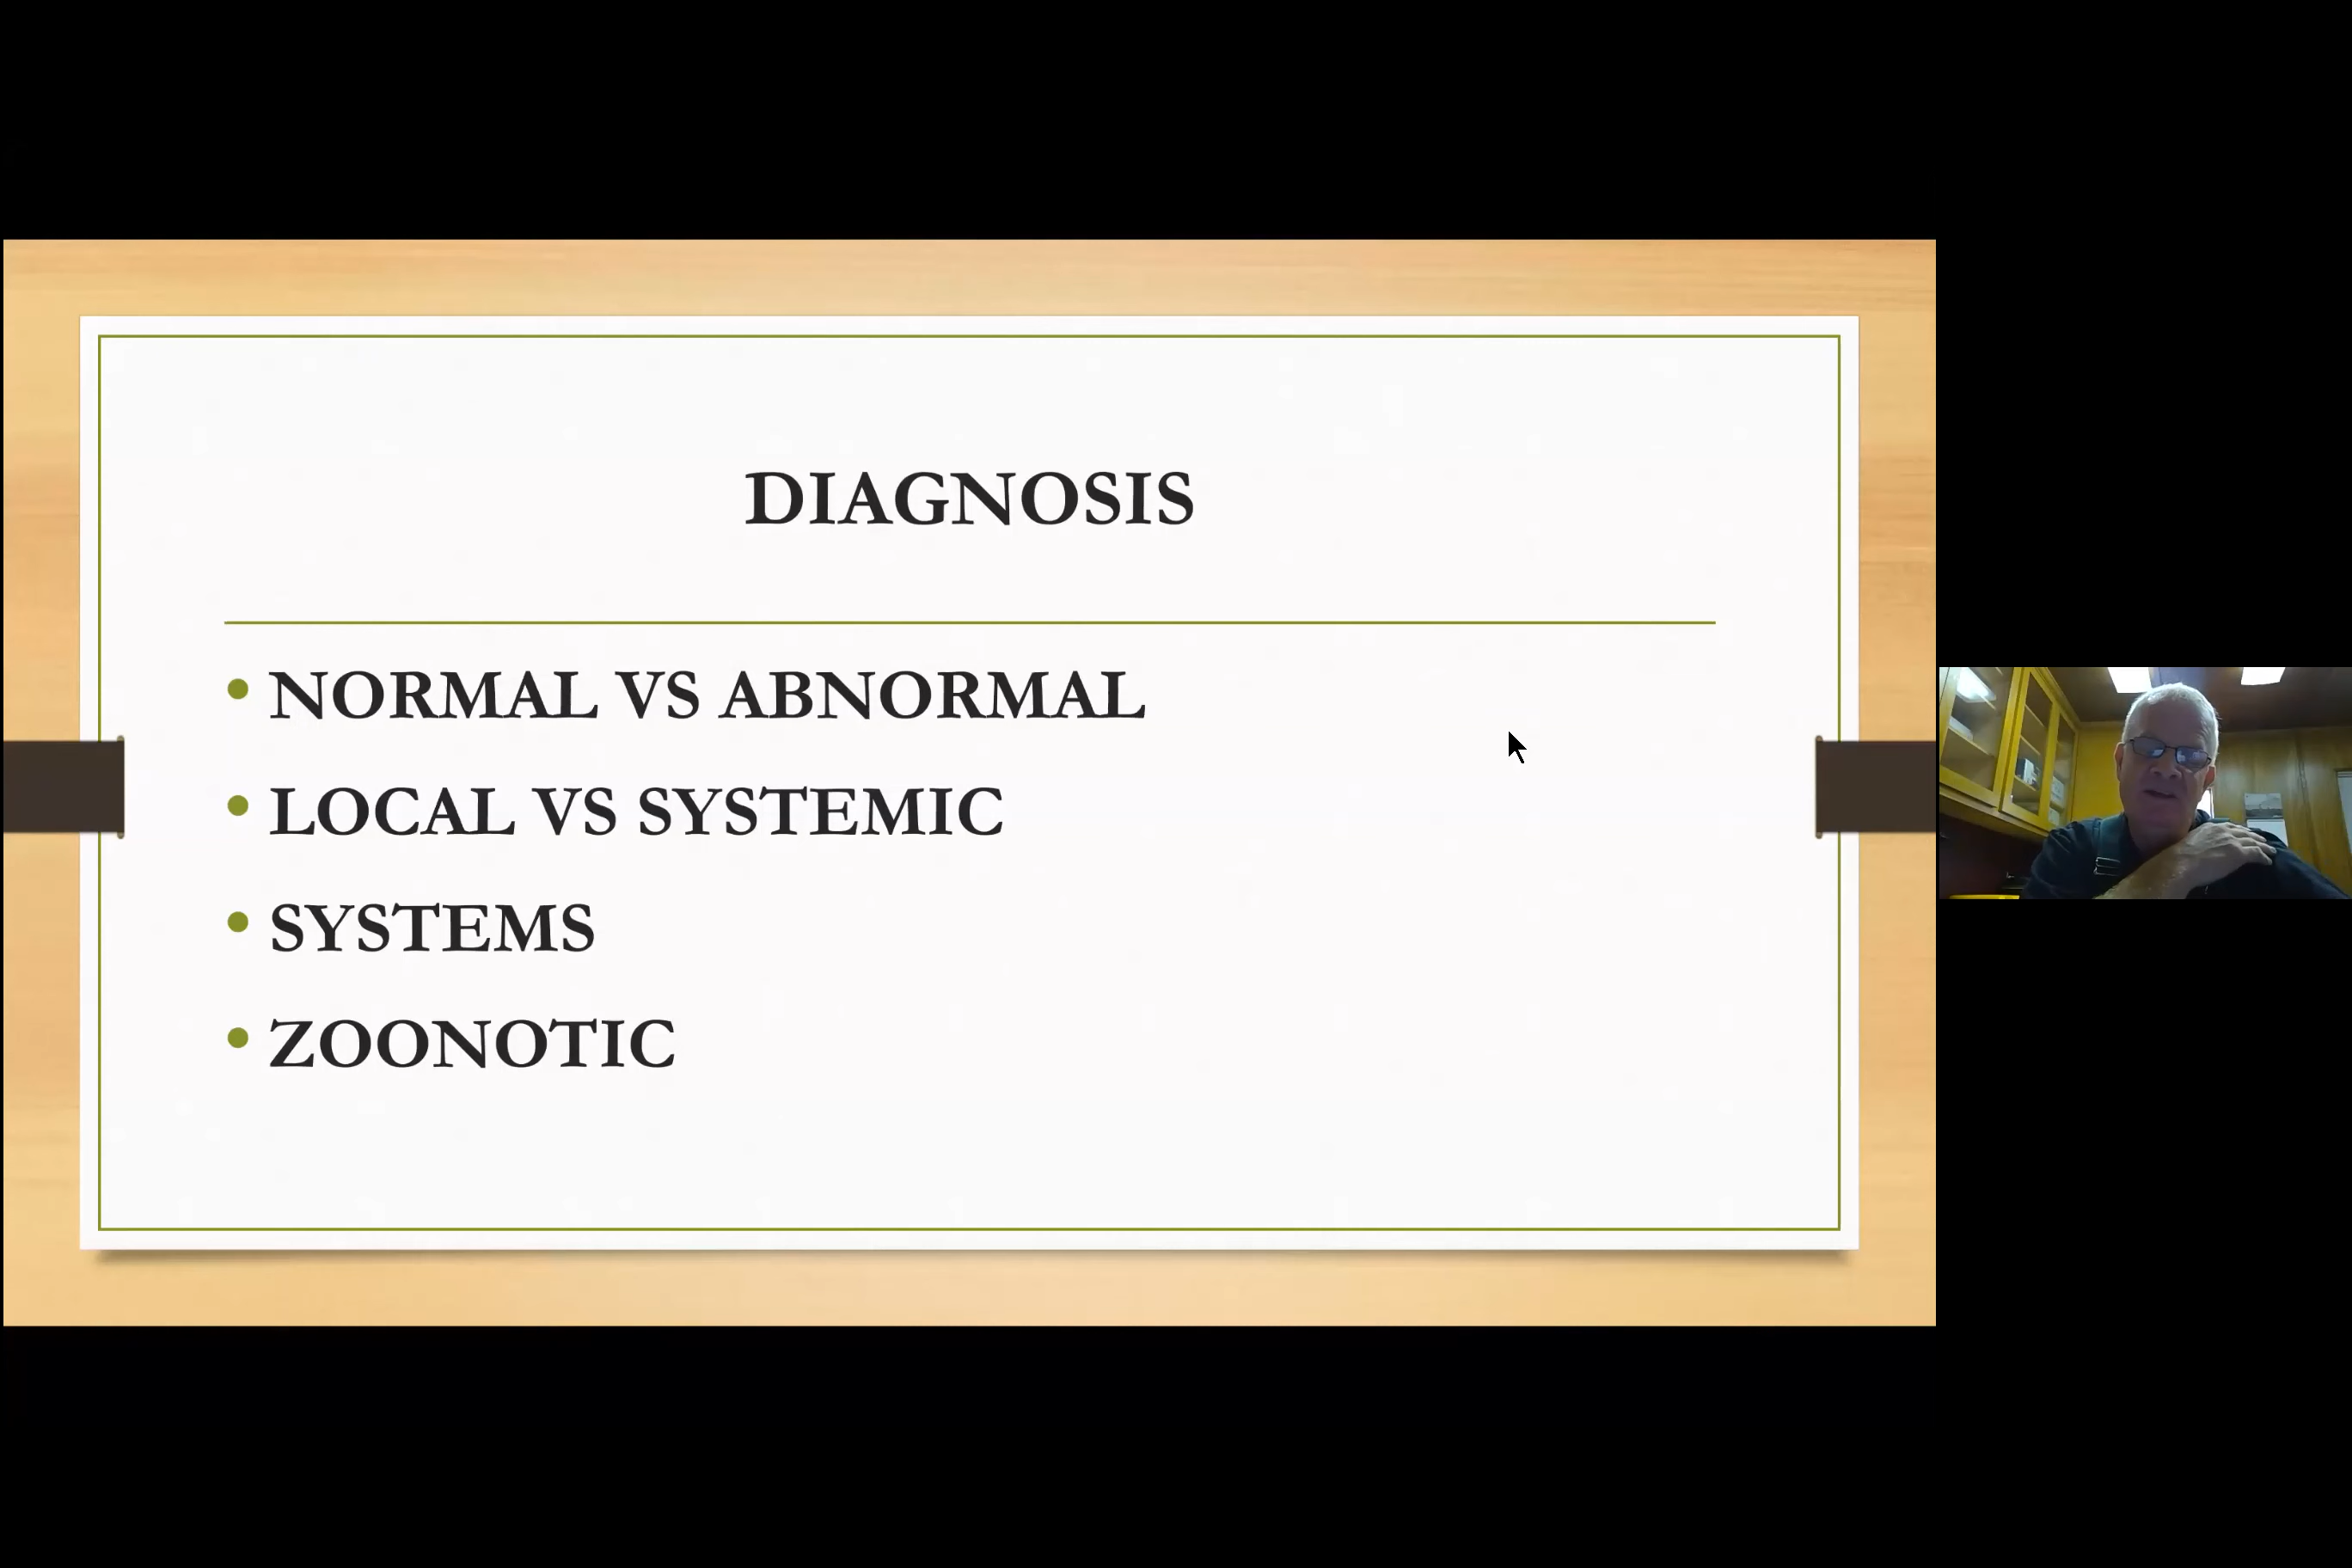 DIAGNOSIS
• NORMAL VS ABNORMAL
• LOCAL VS SYSTEMIC
• SYSTEMS
• ZOONOTIC